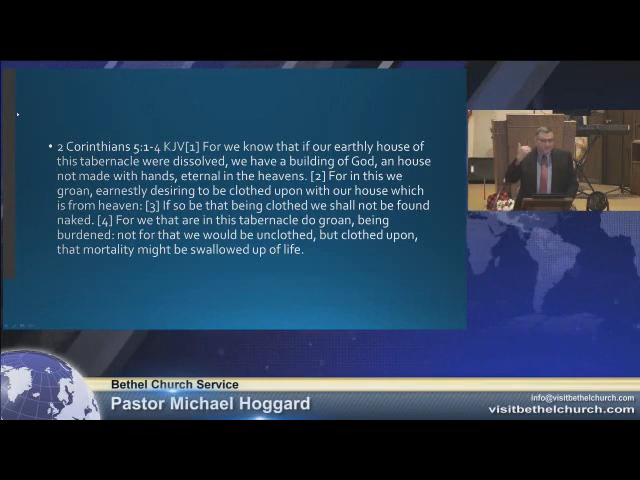 • 2 Corinthians 5:1-4 KJV[1] For we know that if our earthly house of
this tabernacle were dissolved, we have a building of God, an house
not made with hands, eternal in the heavens. [2] For in this we
groan, earnestly desiring to be clothed upon with our house which
is from heaven: [3] If so be that being clothed we shall not be found
naked. [4] For we that are in this tabernacle do groan, being
burdened: not for that we would be unclothed, but clothed upon,
that mortality might be swallowed up of life.
Bethel Church Service
Pastor Michael Hoggard
info@visitbethelchurch.com
visitbethelchurch.com